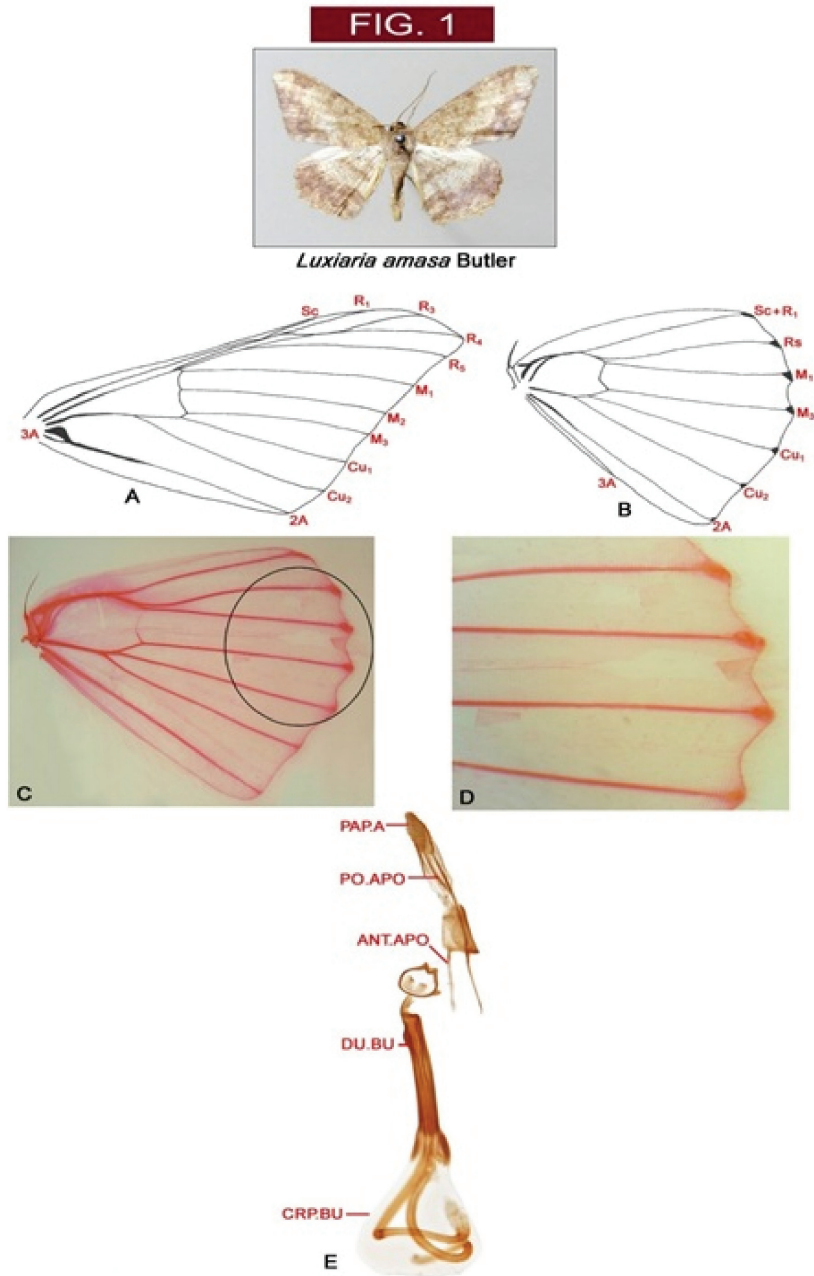 FIG. 1
Luxiaria amasa Butler
Sc
R1
R3
R4
R5
M1
M2
M3
Cu1
Cu2
2A
3A
A
Sc+R1
Rs
M1
M3
Cu1
Cu2
2A
3A
B
C
D
PAP.A
PO.APO
ANT.APO
DU.BU
CRP.BU
E